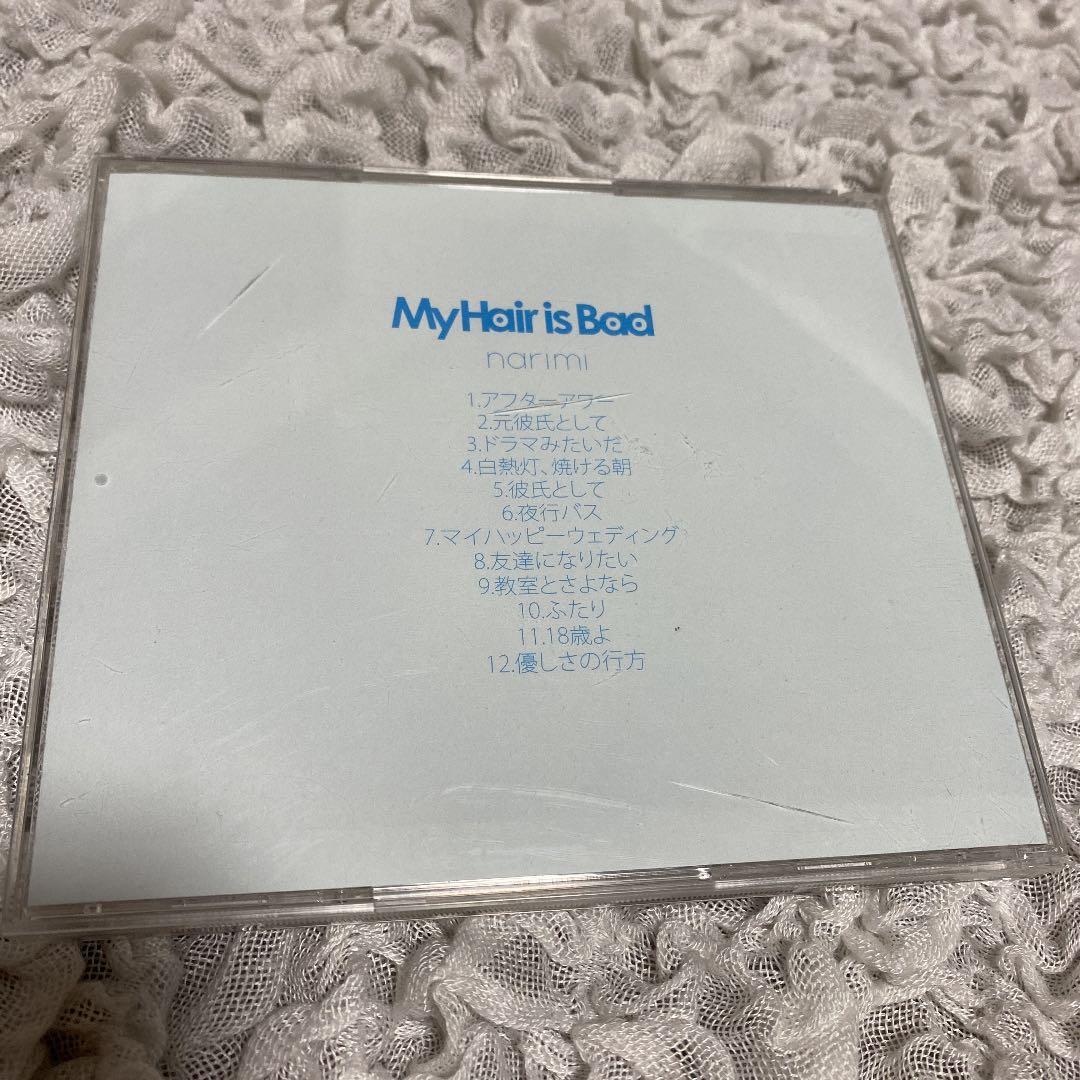 My Hair is Bad
narimi
1.アフターアワー
2.元彼氏として
3.ドラマみたいだ
4.白熱灯、焼ける朝
5.彼氏として
6.夜行バス
7.マイハッピーウェディング
8.友達になりたい
9.教室とさよなら
10.ふたり
11.18歳よ
12.優しさの行方